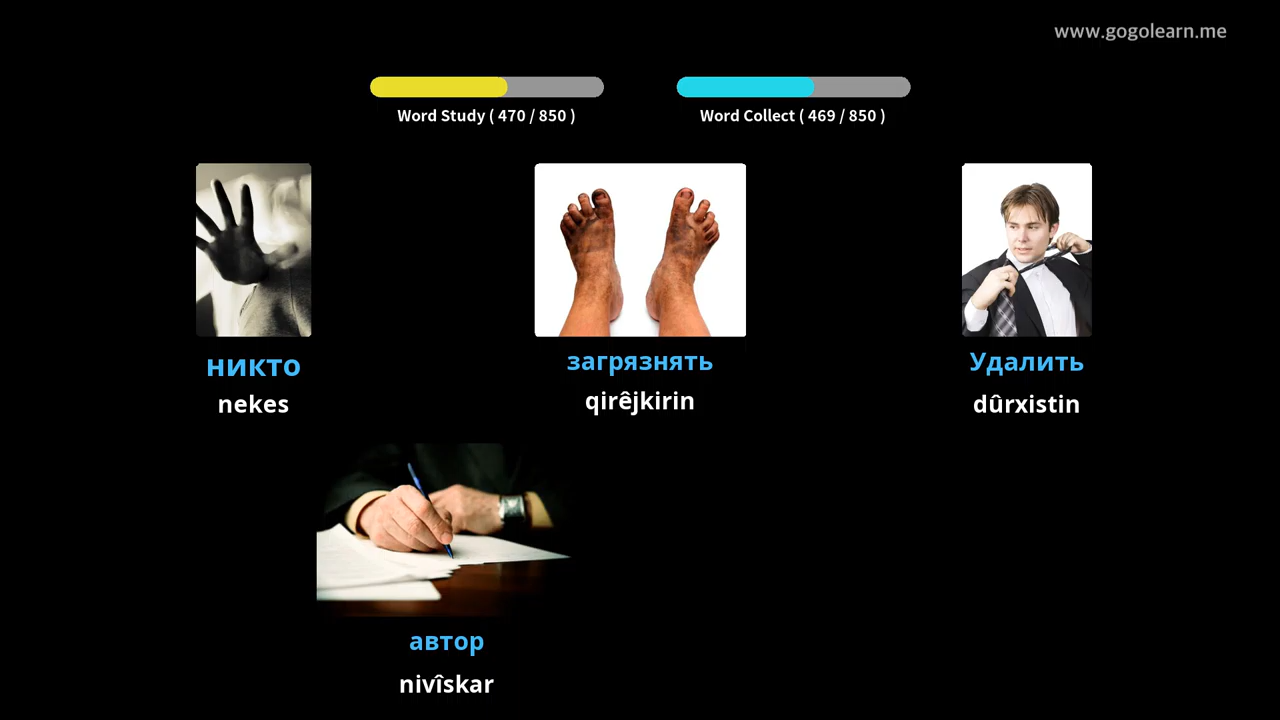 www.gogolearn.me
Word Study ( 470 / 850 )
Word Collect ( 469 / 850 )
никто
nekes
загрязнять
qirêjkirin
Удалить
dûrxistin
автор
nivîskar